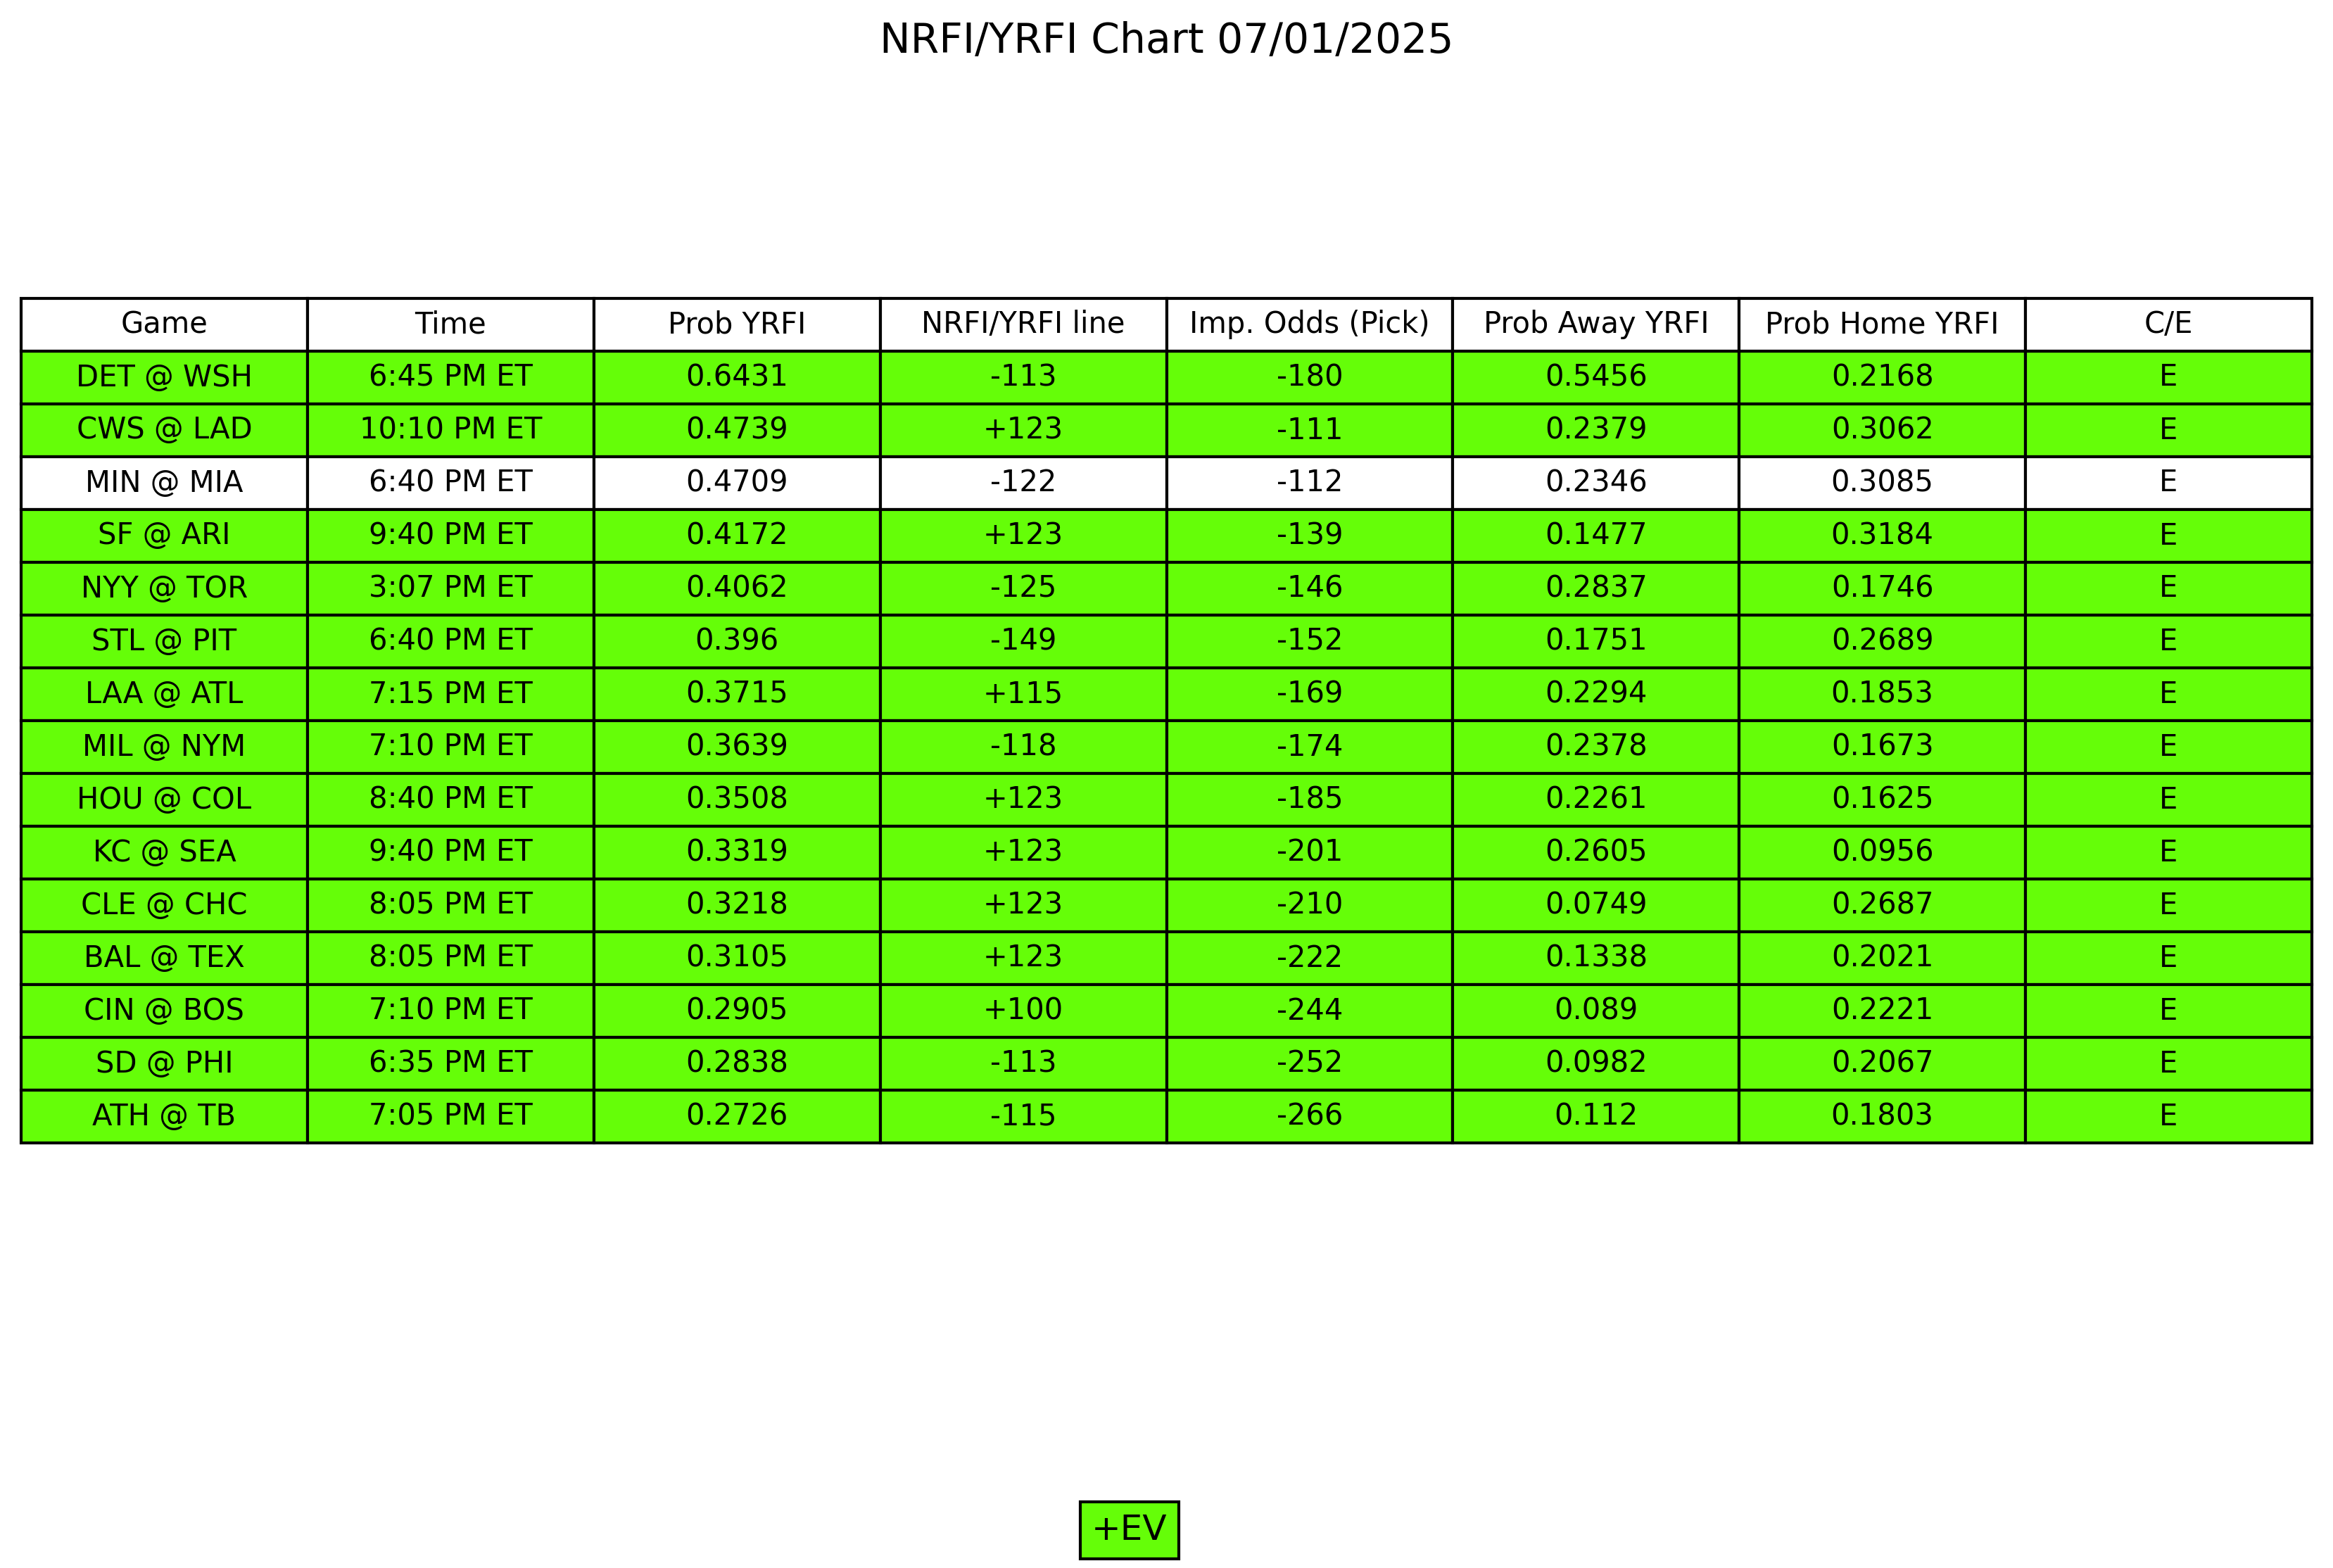 NRFI/YRFI Chart 07/01/2025
Game Time Prob YRFI NRFI/YRFI line Imp. Odds (Pick) Prob Away YRFI Prob Home YRFI C/E
DET @ WSH 6:45 PM ET 0.6431 -113 -180 0.5456 0.2168 E
CWS @ LAD 10:10 PM ET 0.4739 +123 -111 0.2379 0.3062 E
MIN @ MIA 6:40 PM ET 0.4709 -122 -112 0.2346 0.3085 E
SF @ ARI 9:40 PM ET 0.4172 +123 -139 0.1477 0.3184 E
NYY @ TOR 3:07 PM ET 0.4062 -125 -146 0.2837 0.1746 E
STL @ PIT 6:40 PM ET 0.396 -149 -152 0.1751 0.2689 E
LAA @ ATL 7:15 PM ET 0.3715 +115 -169 0.2294 0.1853 E
MIL @ NYM 7:10 PM ET 0.3639 -118 -174 0.2378 0.1673 E
HOU @ COL 8:40 PM ET 0.3508 +123 -185 0.2261 0.1625 E
KC @ SEA 9:40 PM ET 0.3319 +123 -201 0.2605 0.0956 E
CLE @ CHC 8:05 PM ET 0.3218 +123 -210 0.0749 0.2687 E
BAL @ TEX 8:05 PM ET 0.3105 +123 -222 0.1338 0.2021 E
CIN @ BOS 7:10 PM ET 0.2905 +100 -244 0.089 0.2221 E
SD @ PHI 6:35 PM ET 0.2838 -113 -252 0.0982 0.2067 E
ATH @ TB 7:05 PM ET 0.2726 -115 -266 0.112 0.1803 E
+EV